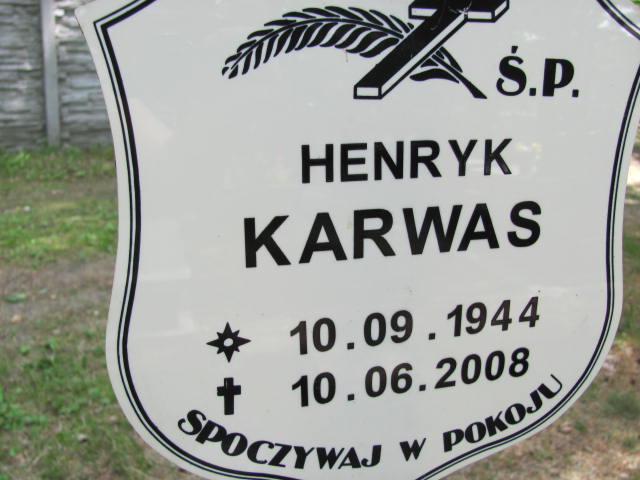 Ś.P.
HENRYK
KARWAS
10.09.1944
10.06.2008
SPOCZYWAJ W POKOJU